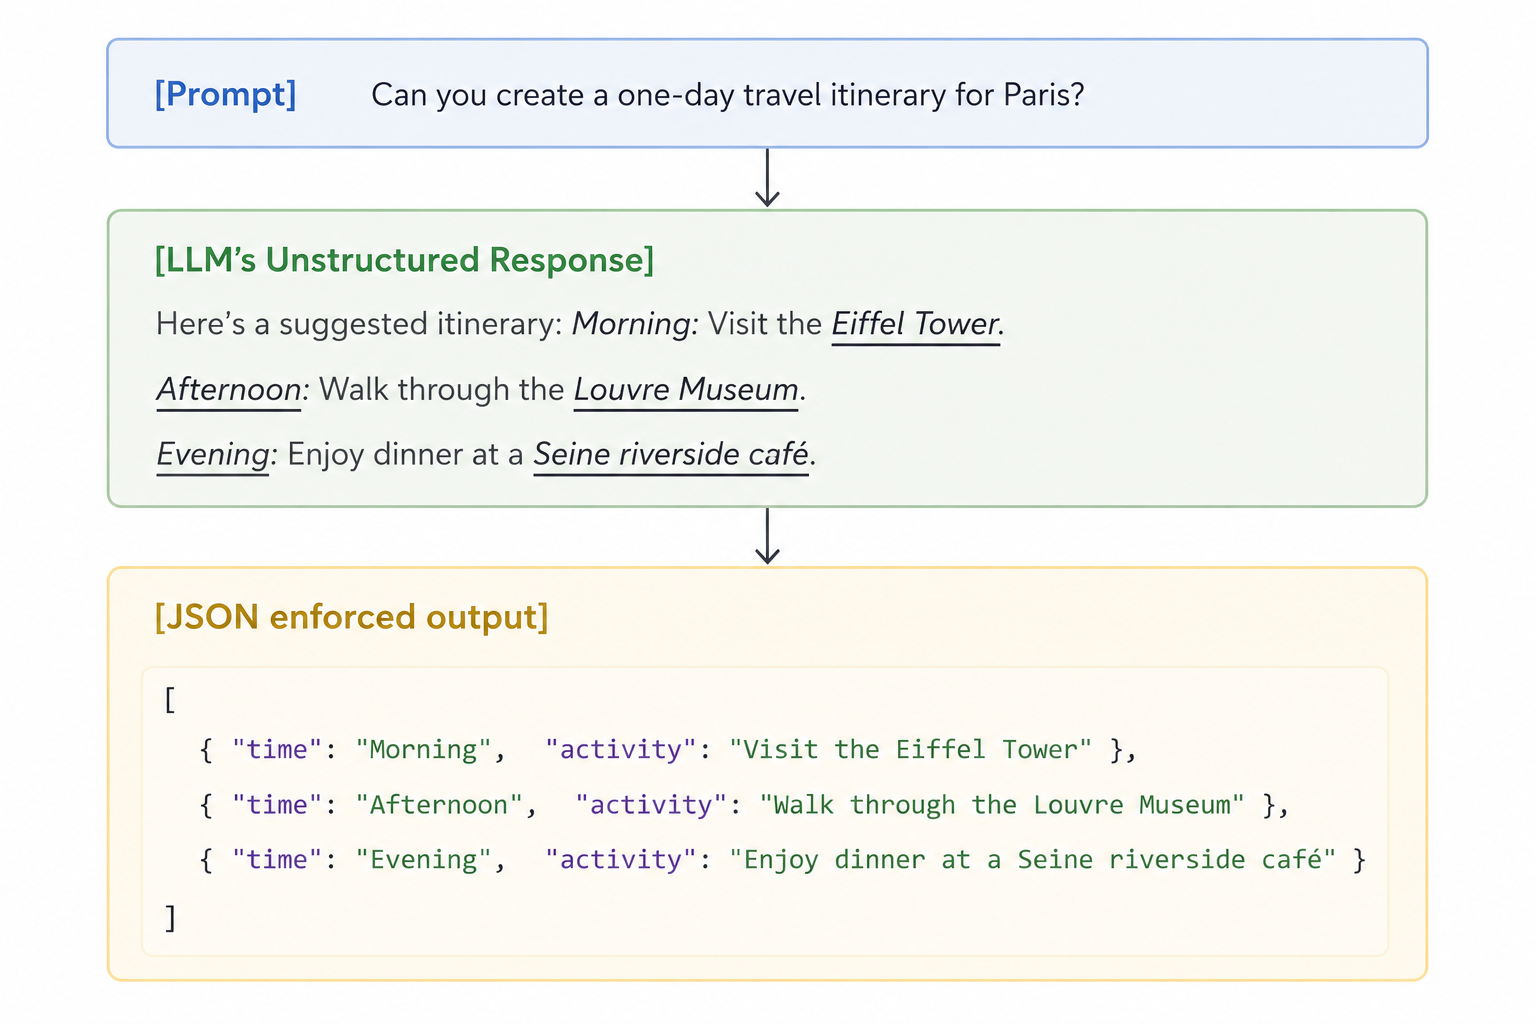 [Prompt] Can you create a one-day travel itinerary for Paris?
[LLM’s Unstructured Response]
Here’s a suggested itinerary: Morning: Visit the Eiffel Tower.
Afternoon: Walk through the Louvre Museum.
Evening: Enjoy dinner at a Seine riverside café.
[JSON enforced output]
[
{ "time": "Morning", "activity": "Visit the Eiffel Tower" },
{ "time": "Afternoon", "activity": "Walk through the Louvre Museum" },
{ "time": "Evening", "activity": "Enjoy dinner at a Seine riverside café" }
]